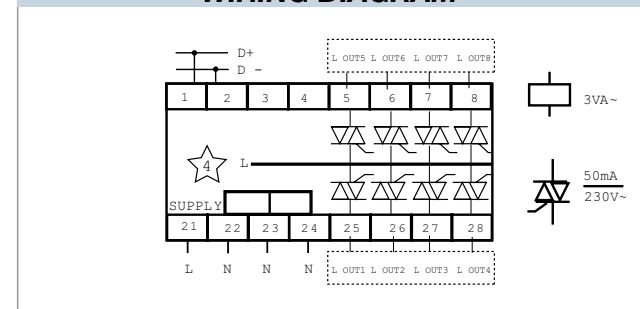 WIRING DIAGRAM
D+
D -
L OUT5 L OUT6 L OUT7 L OUT8
1 2 3 4 5 6 7 8
3VA~
4
L
50mA
230V~
SUPPLY
21 22 23 24 25 26 27 28
L N N N
L OUT1 L OUT2 L OUT3 L OUT4